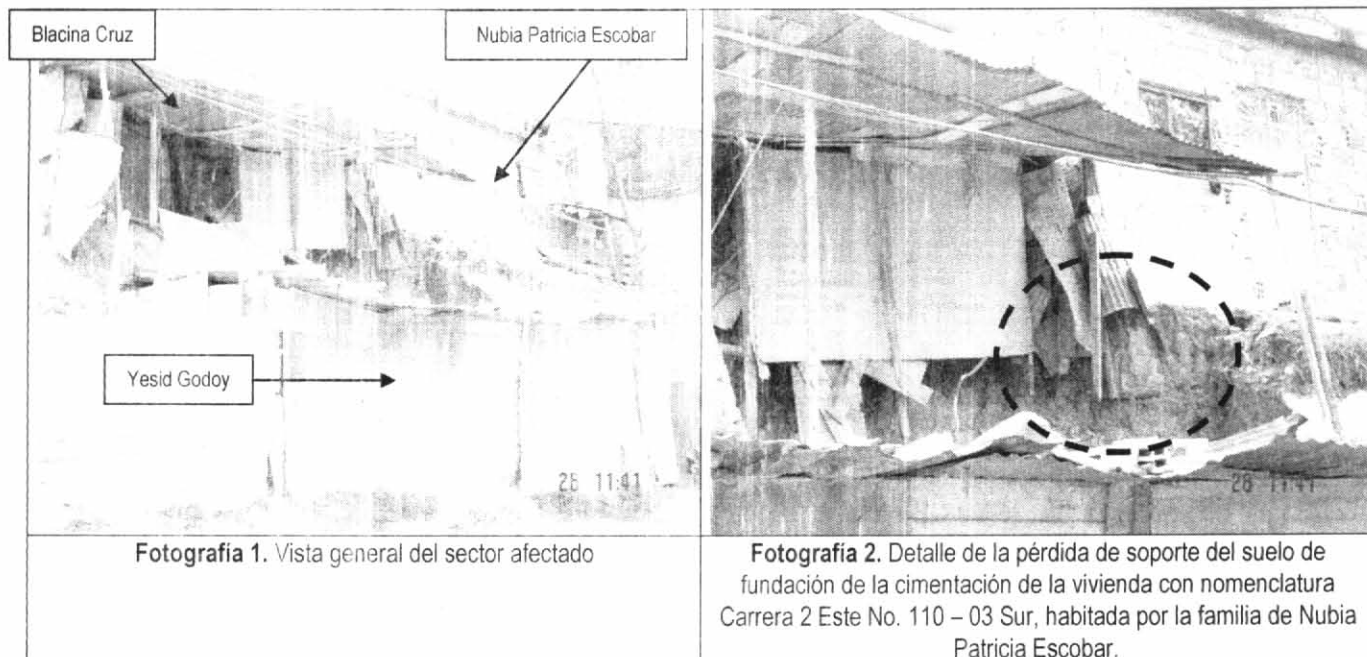 Blacina Cruz
Nubia Patricia Escobar
Yesid Godoy
28 11:41
28 11:41
Fotografía 1. Vista general del sector afectado
Fotografía 2. Detalle de la pérdida de soporte del suelo de
fundación de la cimentación de la vivienda con nomenclatura
Carrera 2 Este No. 110 – 03 Sur, habitada por la familia de Nubia
Patricia Escobar.